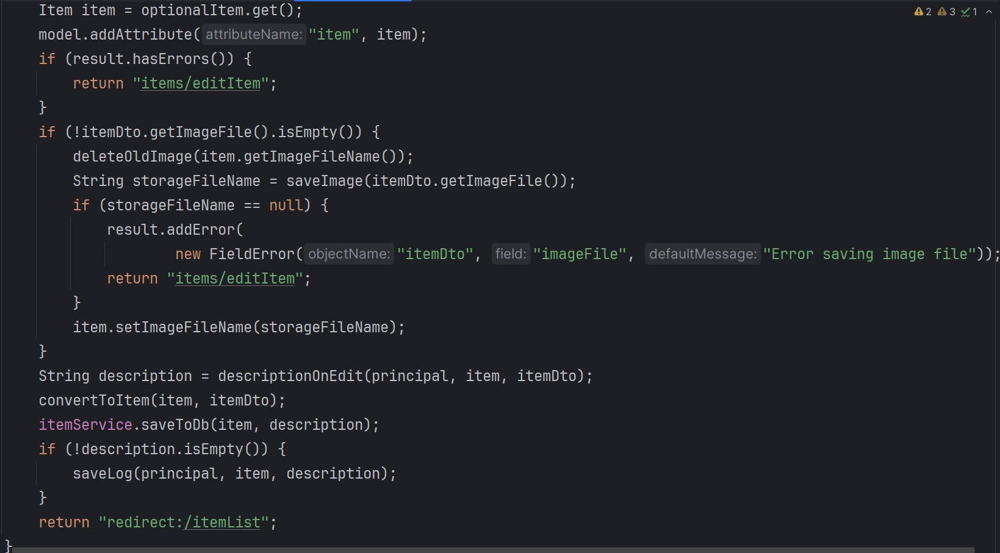 Item item = optionalItem.get();
2 3 1
model.addAttribute( attributeName: "item", item);
if (result.hasErrors()) {
return "items/editItem";
}
if (!itemDto.getImageFile().isEmpty()) {
deleteOldImage(item.getImageFileName());
String storageFileName = saveImage(itemDto.getImageFile());
if (storageFileName == null) {
result.addError(
new FieldError( objectName: "itemDto", field: "imageFile", defaultMessage: "Error saving image file"));
return "items/editItem";
}
item.setImageFileName(storageFileName);
}
String description = descriptionOnEdit(principal, item, itemDto);
convertToItem(item, itemDto);
itemService.saveToDb(item, description);
if (!description.isEmpty()) {
saveLog(principal, item, description);
}
return "redirect:/itemList";
}